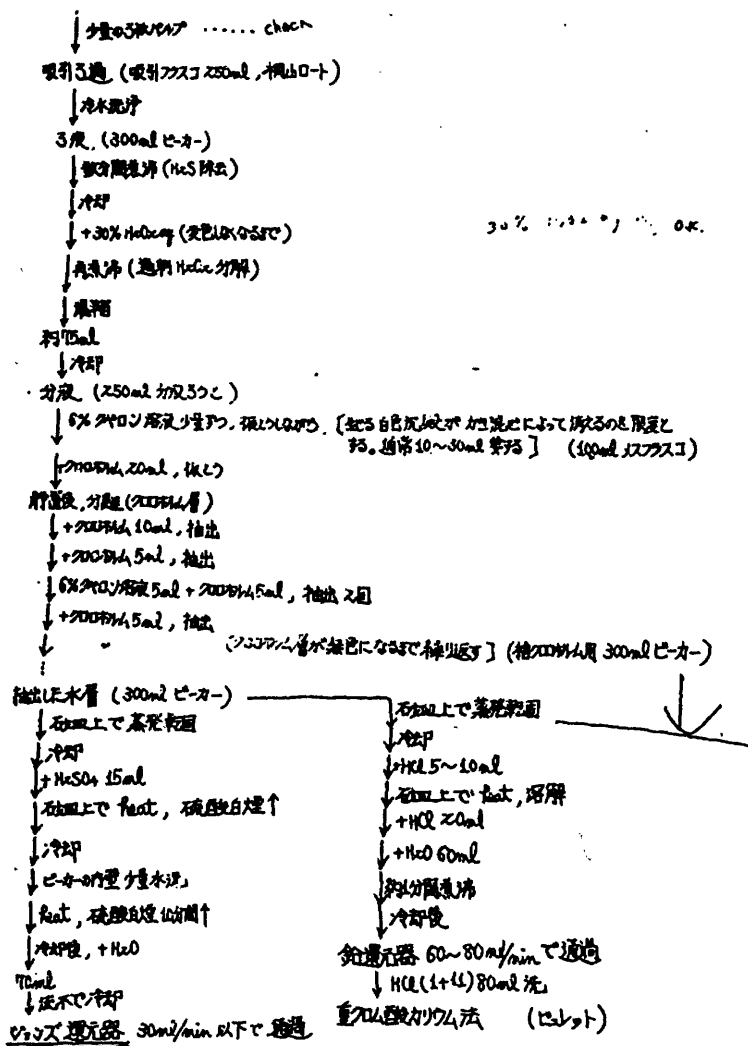 少量のろ紙パルプ ‥‥‥ check
吸引ろ過 (吸引フラスコ 250ml, 桐山ロート)
冷水洗浄
ろ液. (300ml ビーカー)
数分間煮沸 (H₂S 除去)
冷却
+30% H₂O₂ aq (変色しなくなるまで)
30% OK.
再煮沸 (過剰 H₂O₂ 分解)
濃縮
約75ml
冷却
分液 (250ml 分液ろうと)
6% クペロン溶液少量ずつ, 振とうしながら. [生ずる白色沈殿が かき混ぜによって消えるのを限度と
する。通常10〜30ml 要する] (100ml メスフラスコ)
+クロロホルム 20ml, 振とう
静置後, 分離 (クロロホルム層)
+クロロホルム 10ml, 抽出
+クロロホルム 5ml, 抽出
6%クペロン溶液 5ml + クロロホルム 5ml, 抽出 2回
+クロロホルム 5ml, 抽出
層が緑色になるまで繰り返す] (抽クロロホルム用 300ml ビーカー)
抽出した水層 (300ml ビーカー)
石皿上で蒸発乾固
冷却
+ H₂SO₄ 15ml
石皿上で heat, 硫酸白煙↑
冷却
ビーカーの内壁 少量水洗
heat, 硫酸白煙 10分間↑
冷却後, + H₂O
70ml
流水で冷却
ジョンズ還元器 30ml/min 以下で通過
石皿上で蒸発乾固
冷却
+HCl 5〜10ml
石皿上で heat, 溶解
+HCl 20ml
+H₂O 60ml
約1分間煮沸
冷却後
鉛還元器 60〜80ml/min で通過
HCl (1+11) 80ml 洗
重クロム酸カリウム法 (ビュレット)